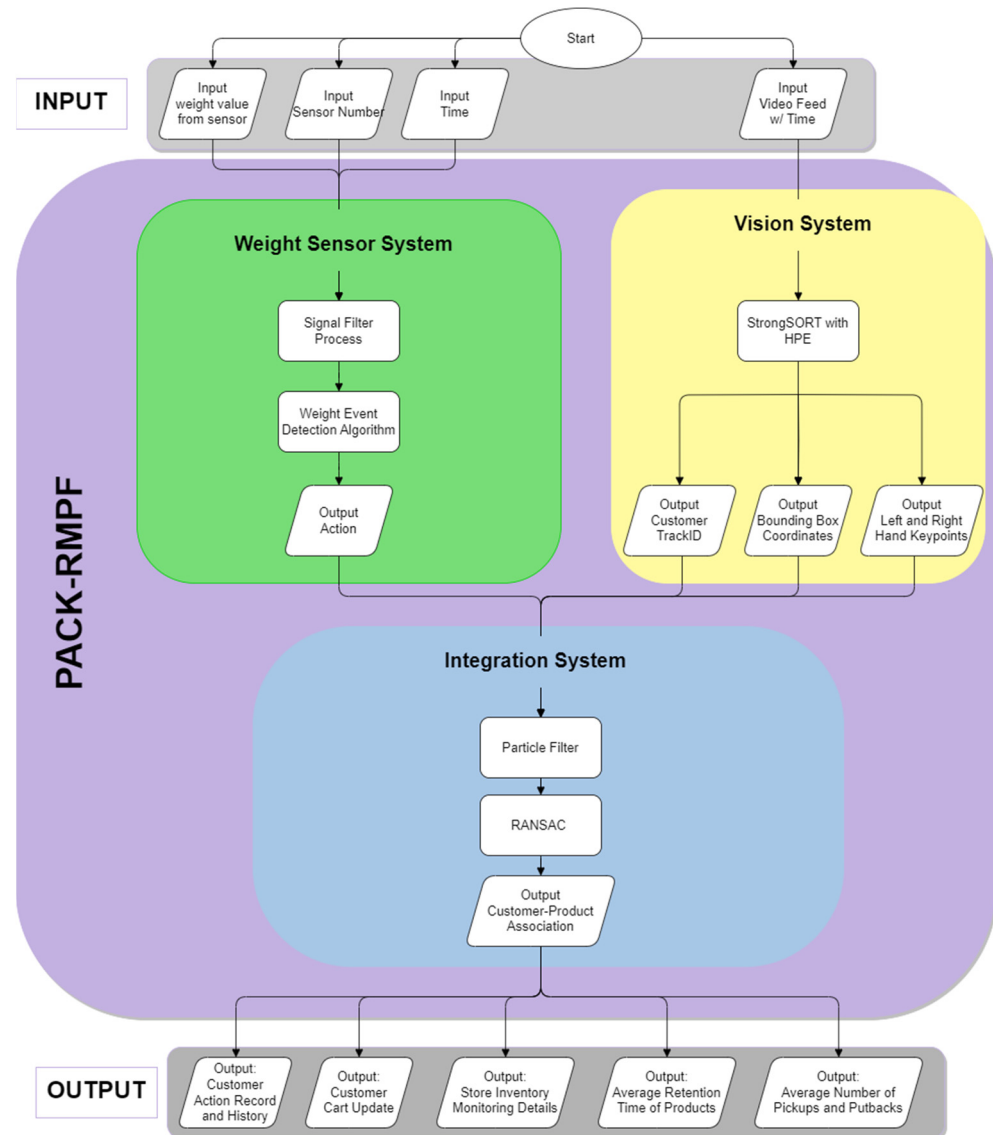 Start
INPUT
Input
weight value
from sensor
Input
Sensor Number
Input
Time
Input
Video Feed
w/ Time
PACK-RMPF
Weight Sensor System
Signal Filter
Process
Weight Event
Detection Algorithm
Output
Action
Vision System
StrongSORT with
HPE
Output
Customer
TrackID
Output
Bounding Box
Coordinates
Output
Left and Right
Hand Keypoints
Integration System
Particle Filter
RANSAC
Output
Customer-Product
Association
OUTPUT
Output:
Customer
Action Record
and History
Output:
Customer
Cart Update
Output:
Store Inventory
Monitoring Details
Output:
Average Retention
Time of Products
Output:
Average Number of
Pickups and Putbacks